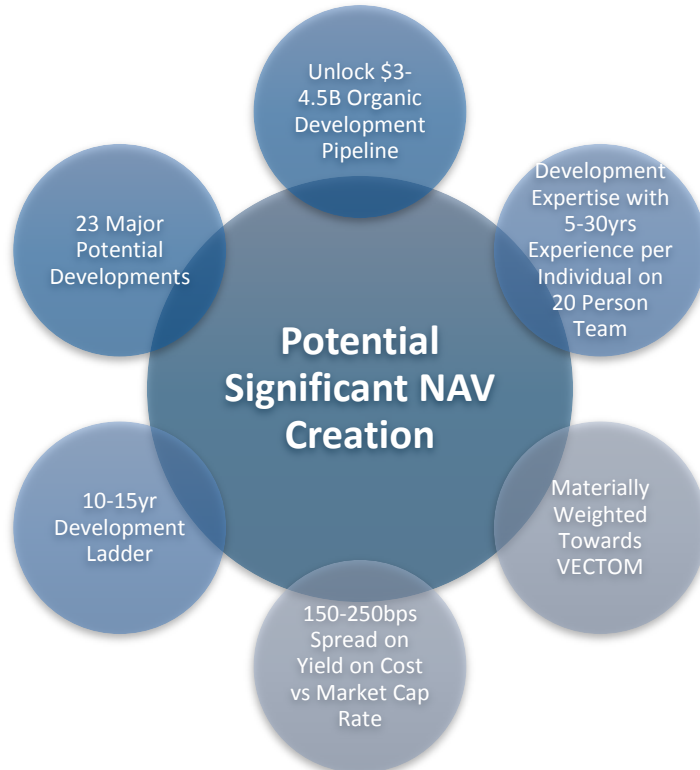 Unlock $3-
4.5B Organic
Development
Pipeline
Development
Expertise with
5-30yrs
Experience per
Individual on
20 Person
Team
Materially
Weighted
Towards
VECTOM
150-250bps
Spread on
Yield on Cost
vs Market Cap
Rate
10-15yr
Development
Ladder
23 Major
Potential
Developments
Potential
Significant NAV
Creation